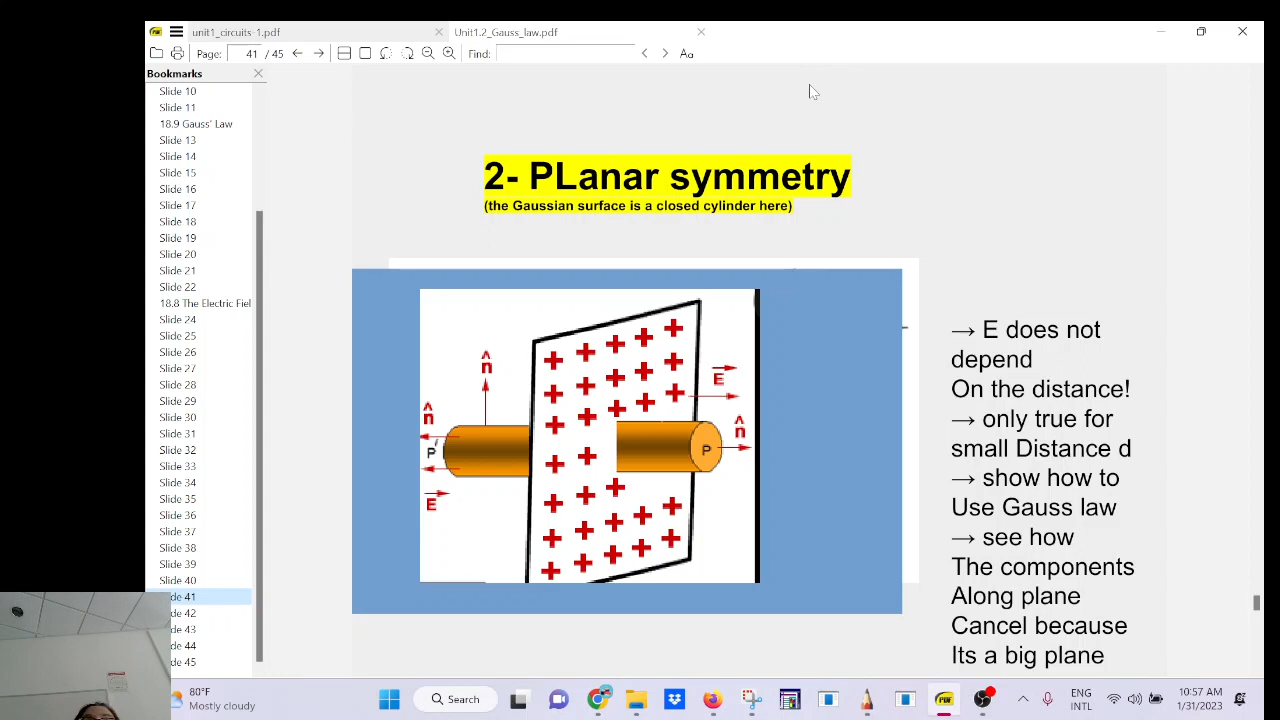 unit1_circuits-1.pdf
Unit1.2_Gauss_law.pdf
Page: 41 / 45
Find:
Aa
Bookmarks
Slide 10
Slide 11
18.9 Gauss' Law
Slide 13
Slide 14
Slide 15
Slide 16
Slide 17
Slide 18
Slide 19
Slide 20
Slide 21
Slide 22
18.8 The Electric Fiel
Slide 24
Slide 25
Slide 26
Slide 27
Slide 28
Slide 29
Slide 30
Slide 31
Slide 32
Slide 33
Slide 34
Slide 35
Slide 36
Slide 37
Slide 38
Slide 39
Slide 40
de 41
de 42
de 43
de 44
de 45
2- PLanar symmetry
(the Gaussian surface is a closed cylinder here)
n̂
n̂
P′
E
E
n̂
P
→ E does not
depend
On the distance!
→ only true for
small Distance d
→ show how to
Use Gauss law
→ see how
The components
Along plane
Cancel because
Its a big plane
80°F
Mostly cloudy
Search
ENG
INTL
10:57 AM
1/31/2023